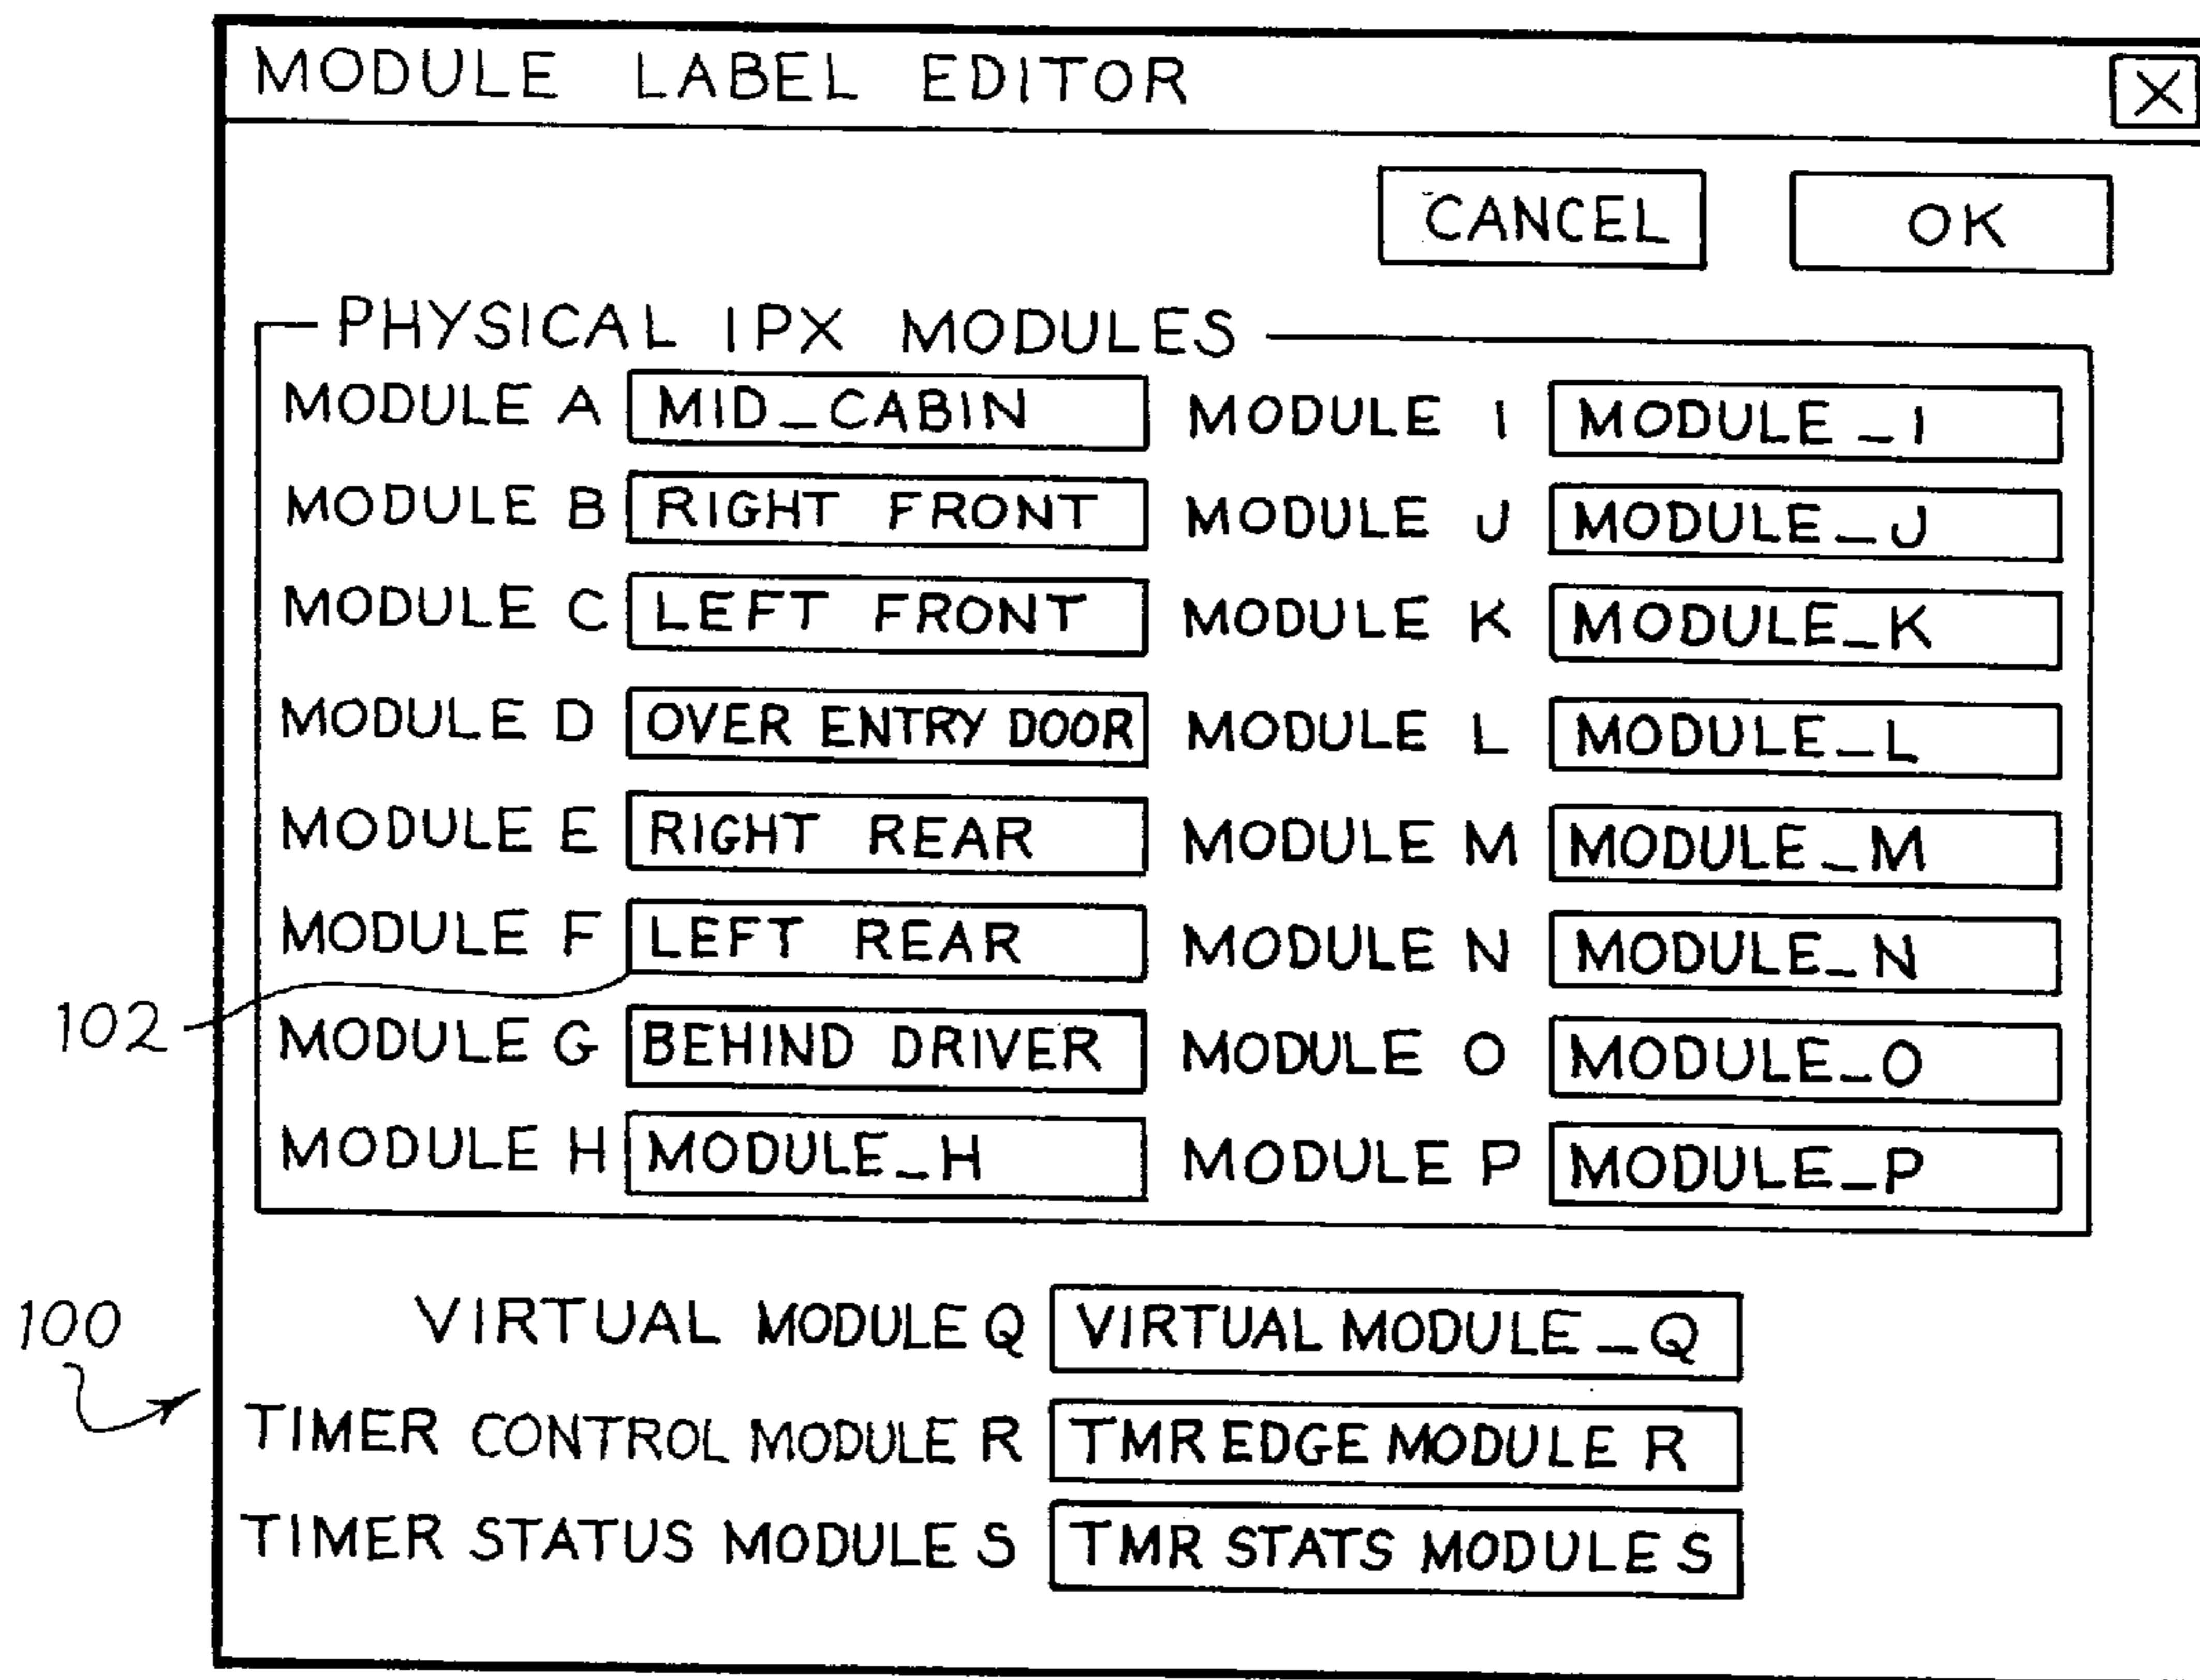 MODULE LABEL EDITOR X
CANCEL OK
PHYSICAL IPX MODULES
MODULE A MID_CABIN MODULE I MODULE_I
MODULE B RIGHT FRONT MODULE J MODULE_J
MODULE C LEFT FRONT MODULE K MODULE_K
MODULE D OVER ENTRY DOOR MODULE L MODULE_L
MODULE E RIGHT REAR MODULE M MODULE_M
MODULE F LEFT REAR MODULE N MODULE_N
102
MODULE G BEHIND DRIVER MODULE O MODULE_O
MODULE H MODULE_H MODULE P MODULE_P
100
VIRTUAL MODULE Q VIRTUAL MODULE_Q
TIMER CONTROL MODULE R TMR EDGE MODULE R
TIMER STATUS MODULE S TMR STATS MODULE S